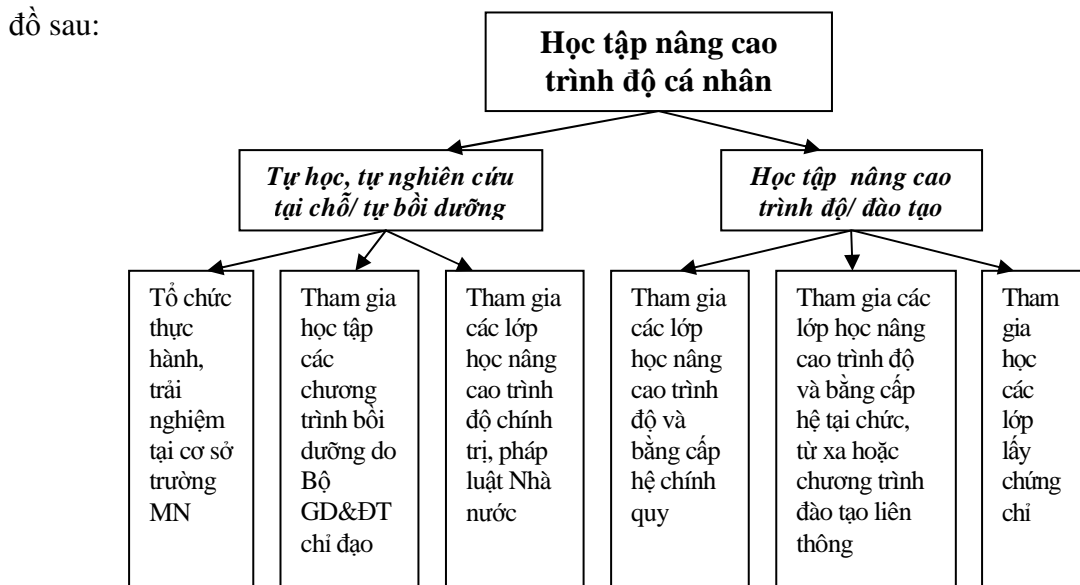 đồ sau:
Học tập nâng cao
trình độ cá nhân
Tự học, tự nghiên cứu
tại chỗ/ tự bồi dưỡng
Học tập nâng cao
trình độ/ đào tạo
Tổ chức
thực
hành,
trải
nghiệm
tại cơ sở
trường
MN
Tham gia
học tập
các
chương
trình bồi
dưỡng do
Bộ
GD&ĐT
chỉ đạo
Tham gia
các lớp
học nâng
cao trình
độ chính
trị, pháp
luật Nhà
nước
Tham gia
các lớp
học nâng
cao trình
độ và
bằng cấp
hệ chính
quy
Tham gia các
lớp học nâng
cao trình độ
và bằng cấp
hệ tại chức,
từ xa hoặc
chương trình
đào tạo liên
thông
Tham
gia
học
các
lớp
lấy
chứng
chỉ